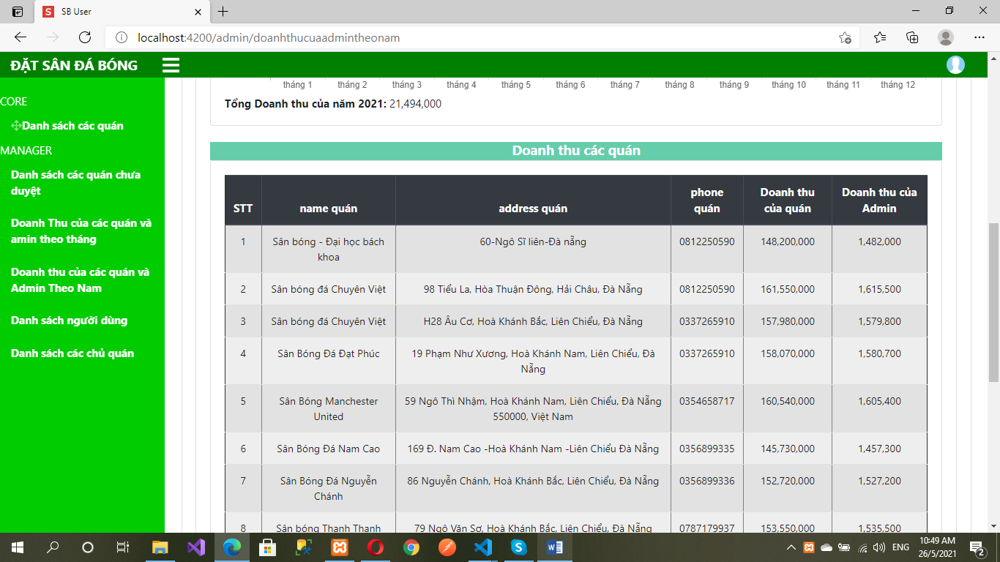 SB User
localhost:4200/admin/doanhthucuaadmintheonam
ĐẶT SÂN ĐÁ BÓNG
CORE
Danh sách các quán
MANAGER
Danh sách các quán chưa
duyệt
Doanh Thu của các quán và
amin theo tháng
Doanh thu của các quán và
Admin Theo Nam
Danh sách người dùng
Danh sách các chủ quán
tháng 1 tháng 2 tháng 3 tháng 4 tháng 5 tháng 6 tháng 7 tháng 8 tháng 9 tháng 10 tháng 11 tháng 12
Tổng Doanh thu của năm 2021: 21,494,000
Doanh thu các quán
STT name quán address quán phone quán Doanh thu của quán Doanh thu của Admin
1 Sân bóng - Đại học bách khoa 60-Ngô Sĩ liên-Đà nẵng 0812250590 148,200,000 1,482,000
2 Sân bóng đá Chuyên Việt 98 Tiểu La, Hòa Thuận Đông, Hải Châu, Đà Nẵng 0812250590 161,550,000 1,615,500
3 Sân bóng đá Chuyên Việt H28 Âu Cơ, Hoà Khánh Bắc, Liên Chiểu, Đà Nẵng 0337265910 157,980,000 1,579,800
4 Sân Bóng Đá Đạt Phúc 19 Phạm Như Xương, Hoà Khánh Nam, Liên Chiểu, Đà Nẵng 0337265910 158,070,000 1,580,700
5 Sân Bóng Manchester United 59 Ngô Thì Nhậm, Hoà Khánh Nam, Liên Chiểu, Đà Nẵng 550000, Việt Nam 0354658717 160,540,000 1,605,400
6 Sân Bóng Đá Nam Cao 169 Đ. Nam Cao -Hoà Khánh Nam -Liên Chiểu Đà Nẵng 0356899335 145,730,000 1,457,300
7 Sân Bóng Đá Nguyễn Chánh 86 Nguyễn Chánh, Hoà Khánh Bắc, Liên Chiểu, Đà Nẵng 0356899336 152,720,000 1,527,200
8 Sân bóng Thanh Thanh 79 Ngô Văn Sơ, Hoà Khánh Bắc, Liên Chiểu, Đà Nẵng 0787179937 153,550,000 1,535,500
ENG
10:49 AM
26/5/2021
2